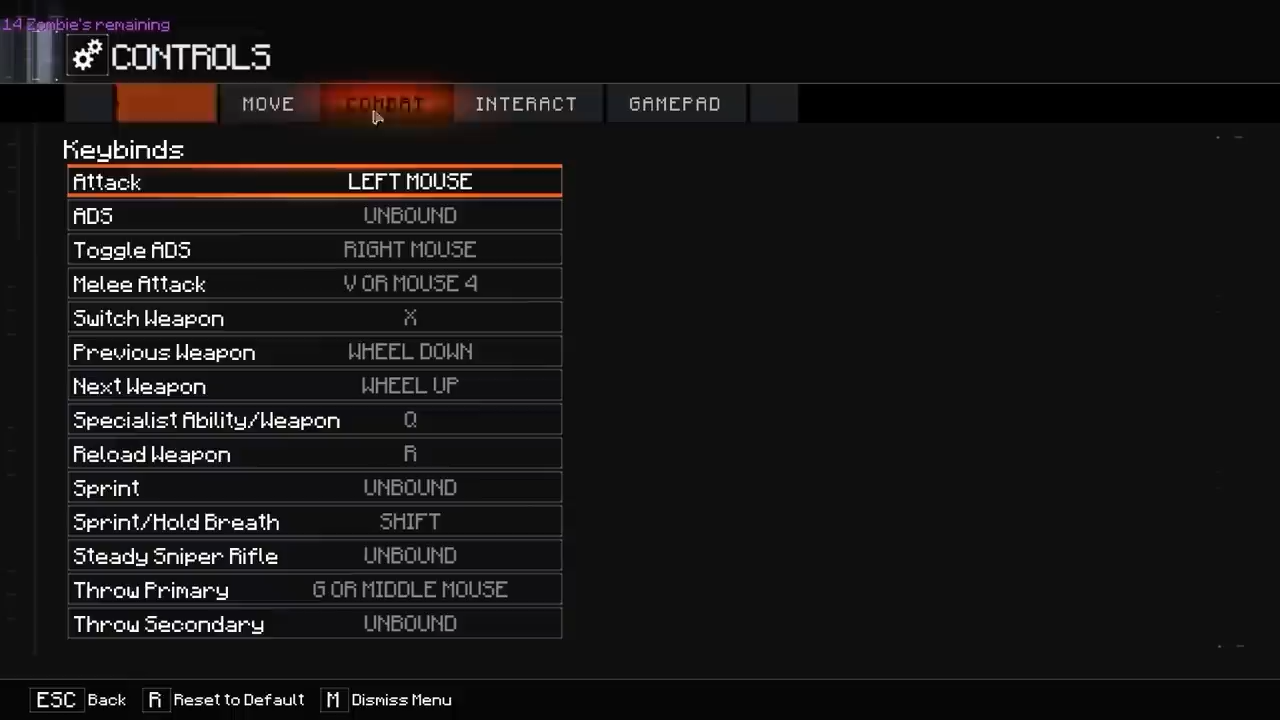 14 Zombie's remaining
CONTROLS
MOVE COMBAT INTERACT GAMEPAD
Keybinds
Attack LEFT MOUSE
ADS UNBOUND
Toggle ADS RIGHT MOUSE
Melee Attack V OR MOUSE 4
Switch Weapon X
Previous Weapon WHEEL DOWN
Next Weapon WHEEL UP
Specialist Ability/Weapon Q
Reload Weapon R
Sprint UNBOUND
Sprint/Hold Breath SHIFT
Steady Sniper Rifle UNBOUND
Throw Primary G OR MIDDLE MOUSE
Throw Secondary UNBOUND
ESC Back R Reset to Default M Dismiss Menu